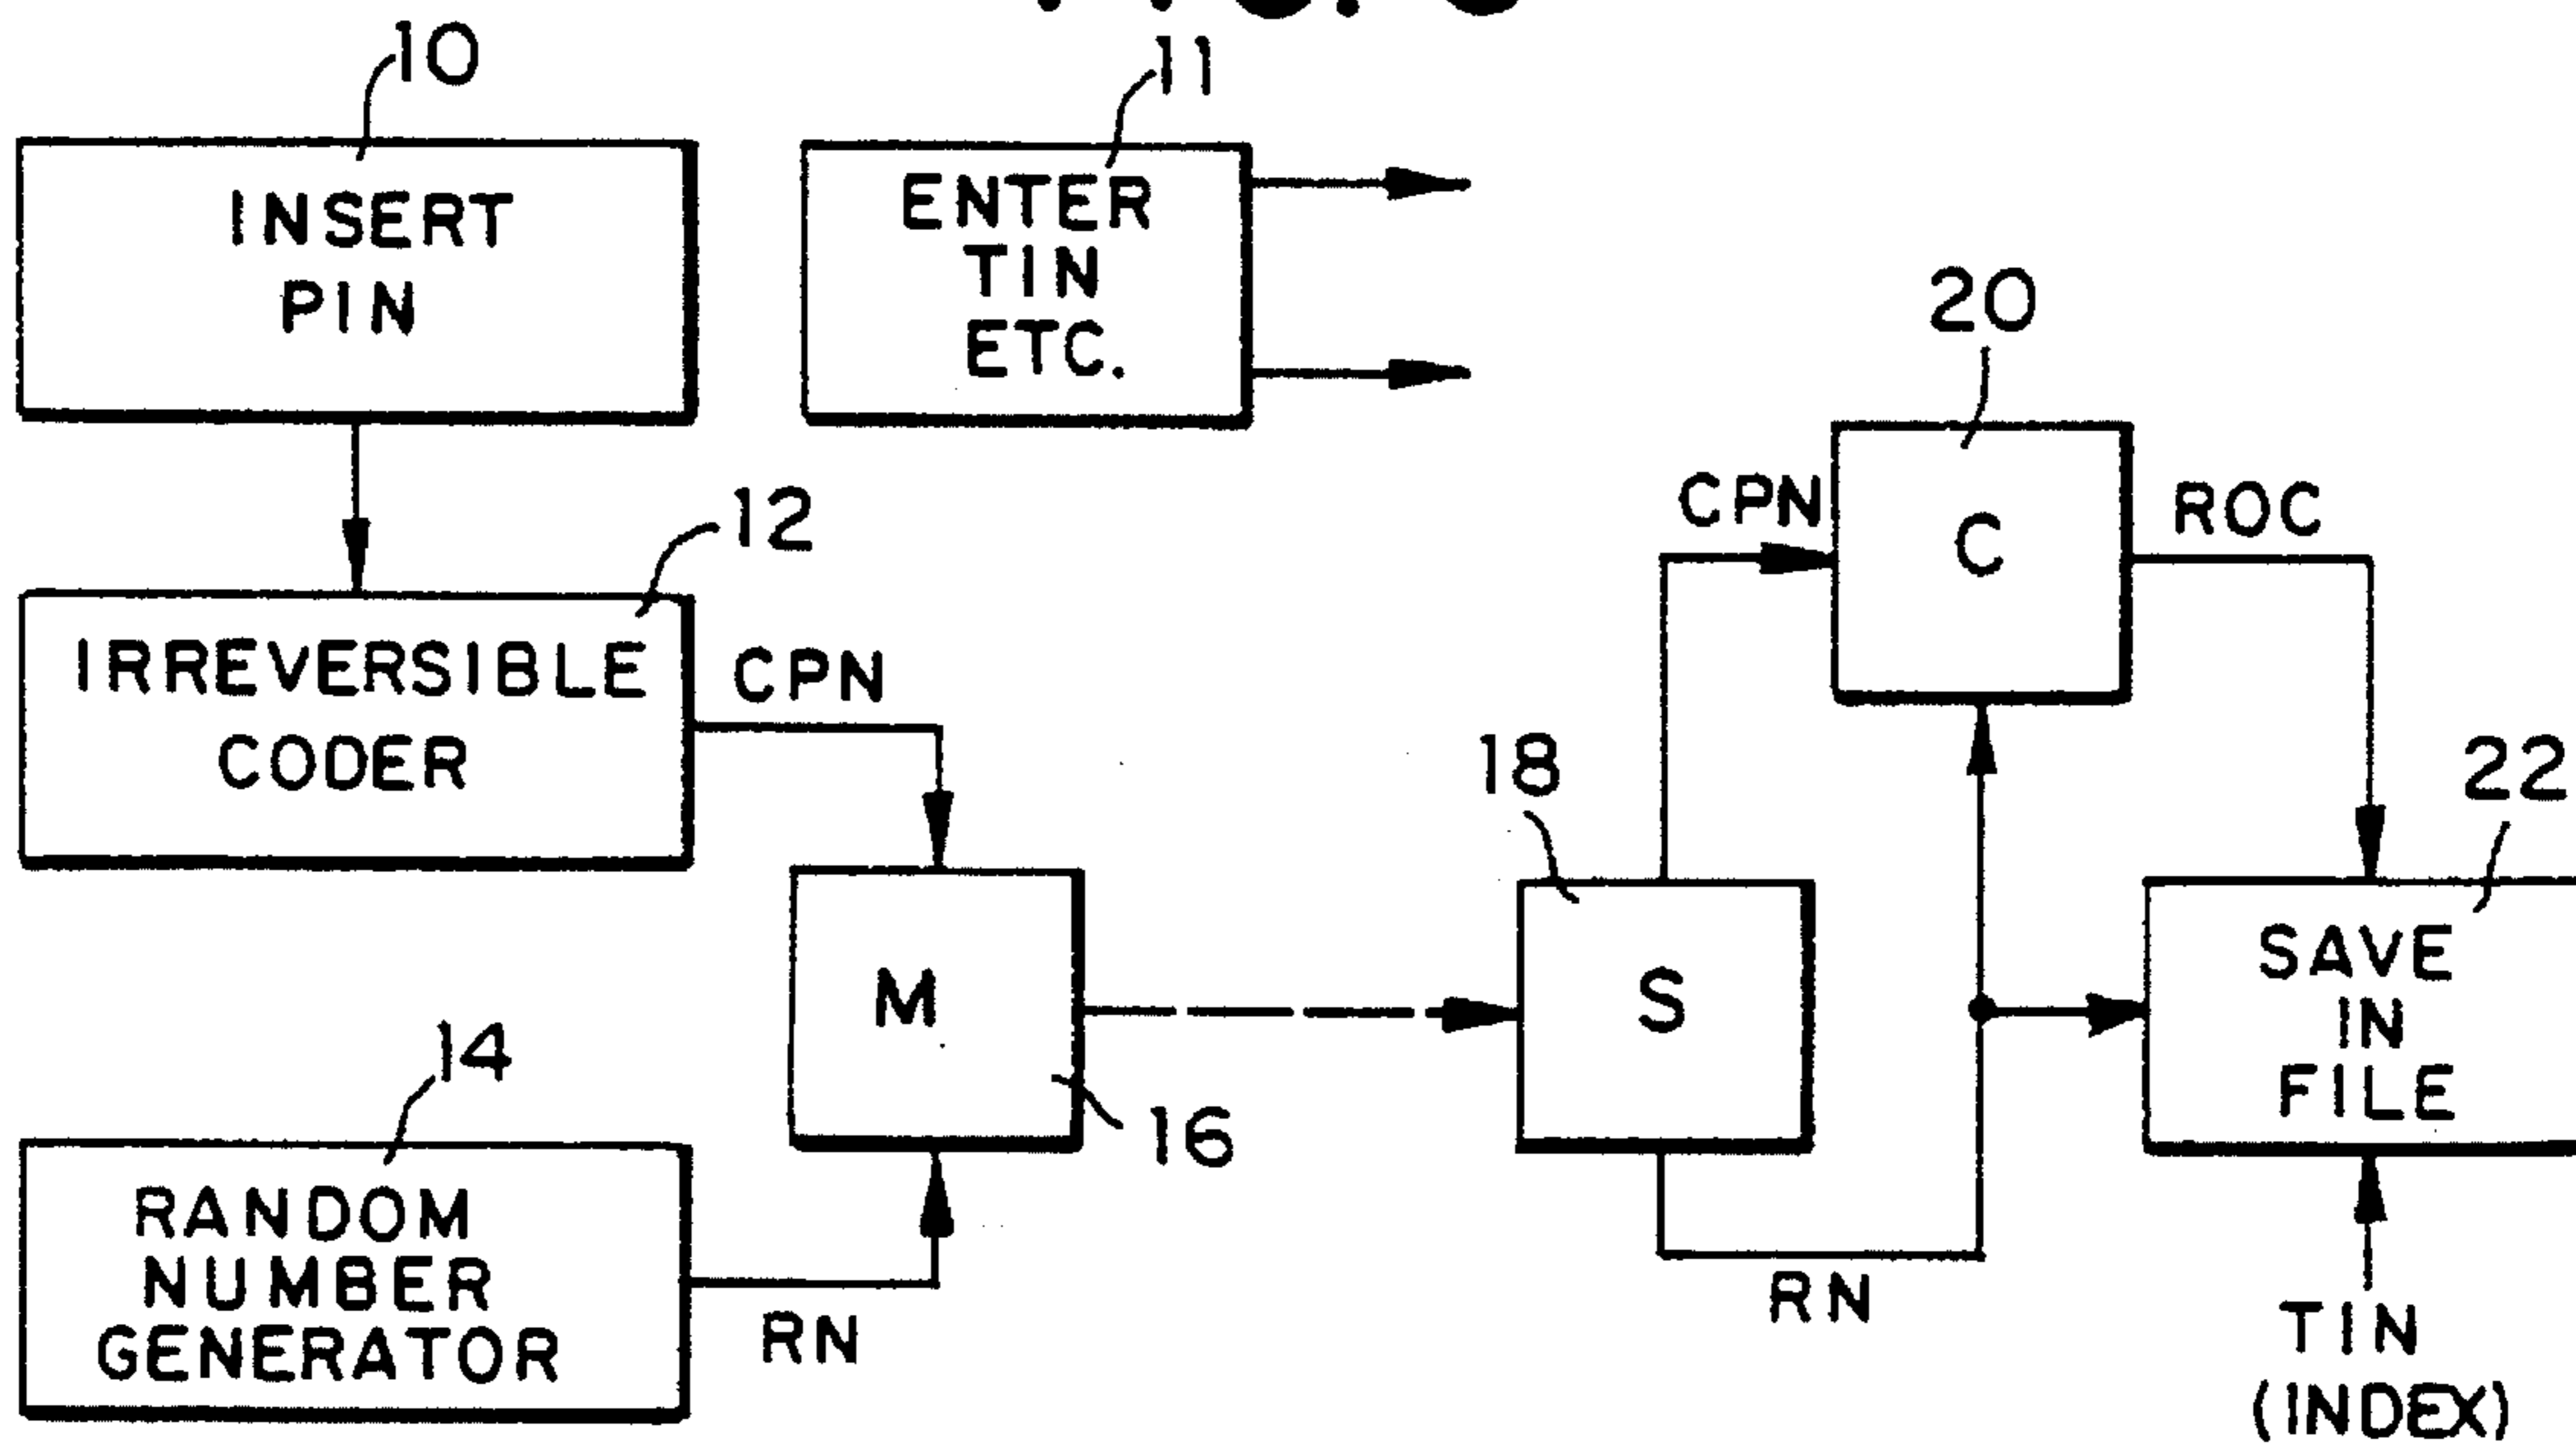 10
11
INSERT
PIN
ENTER
TIN
ETC.
20
12
CPN
C
ROC
IRREVERSIBLE
CODER
CPN
18
22
M
S
SAVE
IN
FILE
14
16
RANDOM
NUMBER
GENERATOR
RN
RN
TIN
(INDEX)